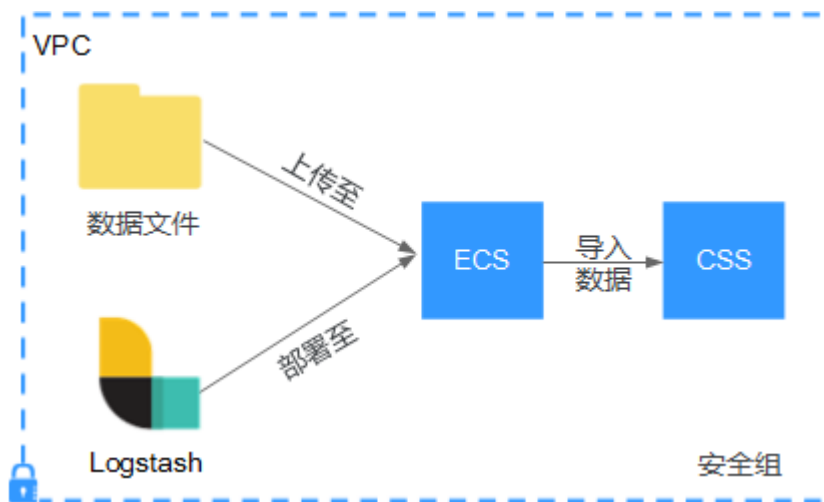 VPC
数据文件
上传至
ECS
导入
数据
CSS
部署至
Logstash
安全组